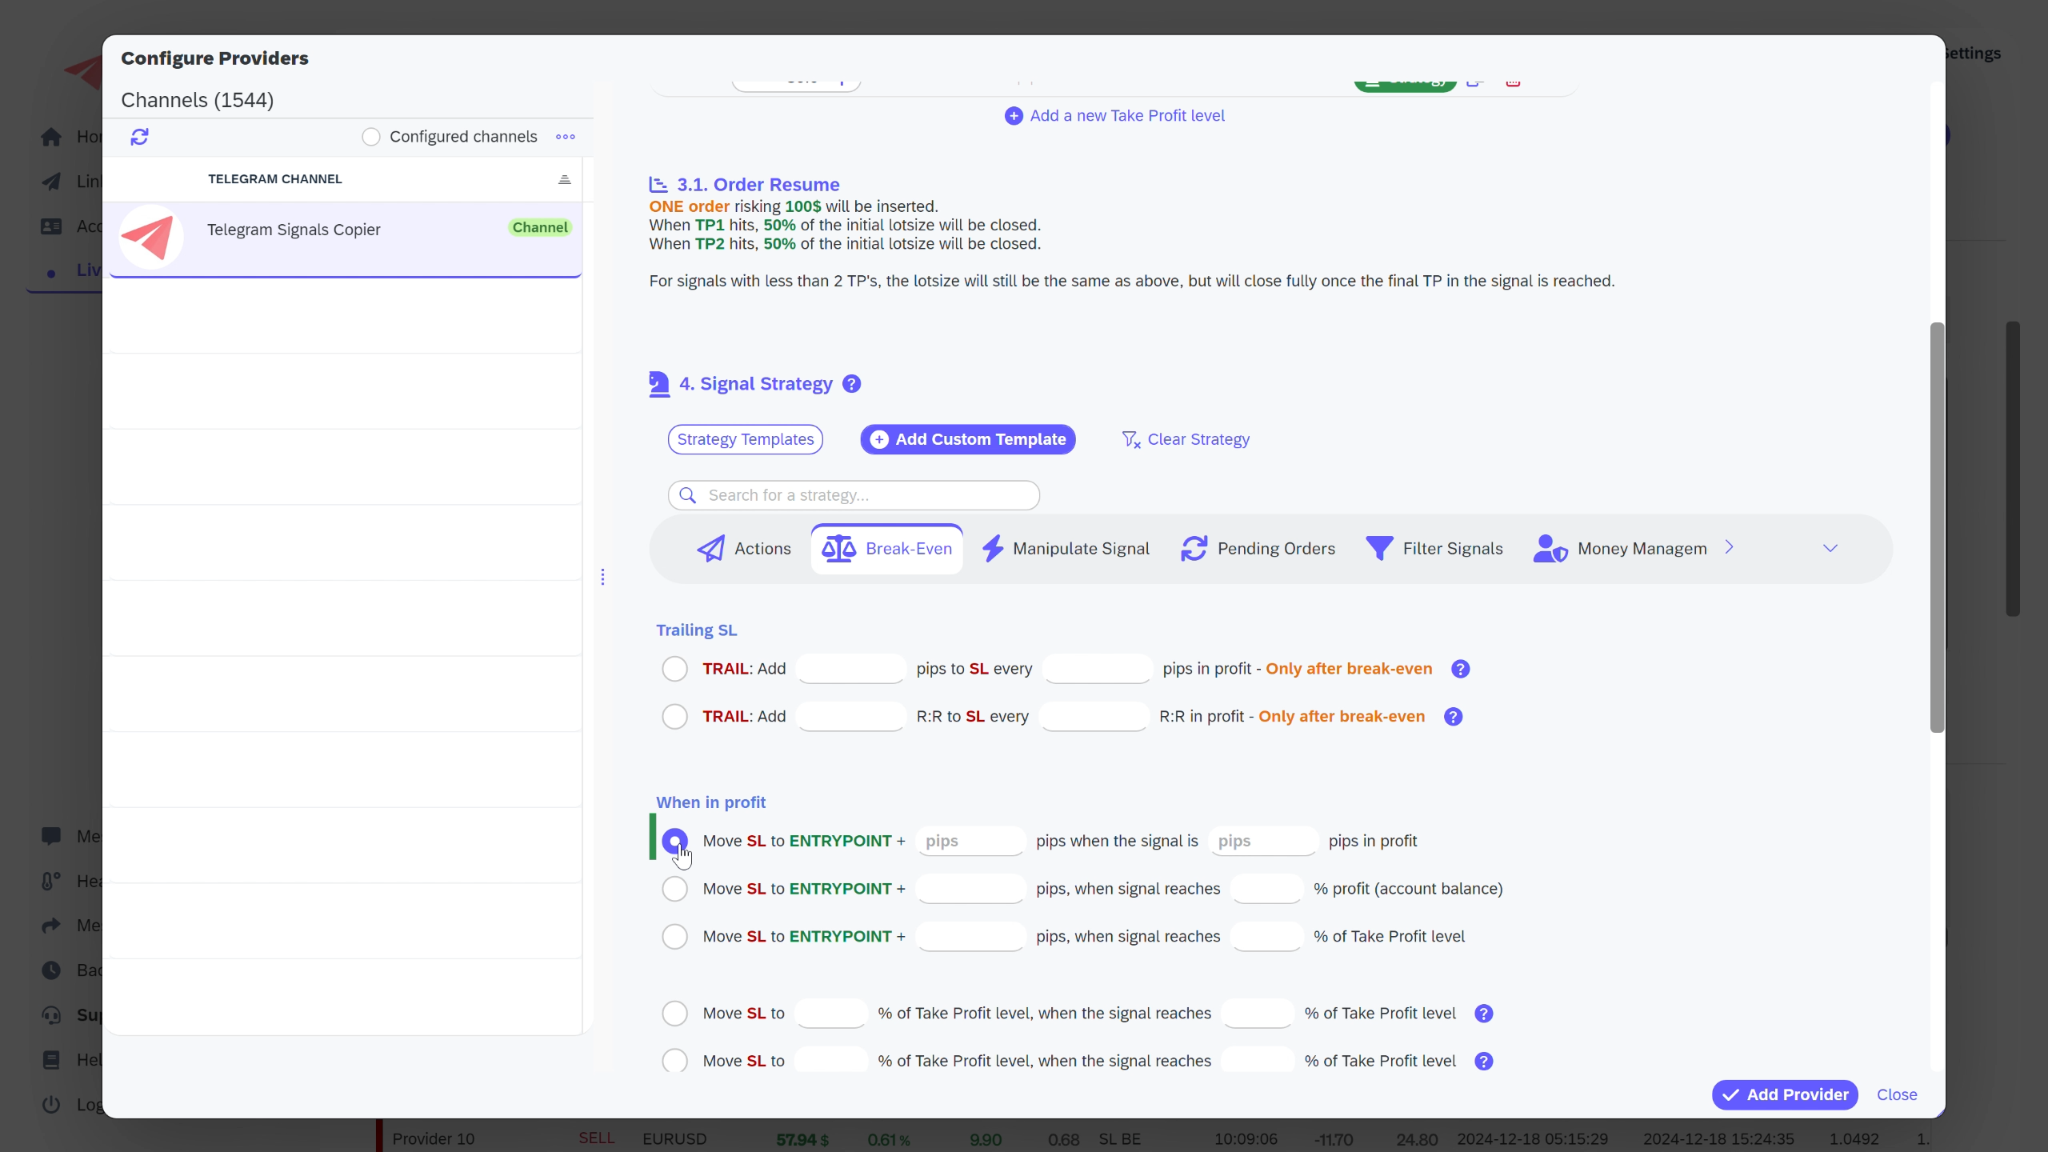 Configure Providers
Settings
Channels (1544)
Configured channels
TELEGRAM CHANNEL
Telegram Signals Copier
Channel
Add a new Take Profit level
3.1. Order Resume
ONE order risking 100$ will be inserted.
When TP1 hits, 50% of the initial lotsize will be closed.
When TP2 hits, 50% of the initial lotsize will be closed.
For signals with less than 2 TP's, the lotsize will still be the same as above, but will close fully once the final TP in the signal is reached.
4. Signal Strategy
Strategy Templates
Add Custom Template
Clear Strategy
Search for a strategy...
Actions
Break-Even
Manipulate Signal
Pending Orders
Filter Signals
Money Managem
Trailing SL
TRAIL: Add pips to SL every pips in profit - Only after break-even
TRAIL: Add R:R to SL every R:R in profit - Only after break-even
When in profit
Move SL to ENTRYPOINT + pips pips when the signal is pips pips in profit
Move SL to ENTRYPOINT + pips, when signal reaches % profit (account balance)
Move SL to ENTRYPOINT + pips, when signal reaches % of Take Profit level
Move SL to % of Take Profit level, when the signal reaches % of Take Profit level
Move SL to % of Take Profit level, when the signal reaches % of Take Profit level
Add Provider
Close
Provider 10 SELL EURUSD 57.94 $ 0.61 % 9.90 0.68 SL BE 10:09:06 -11.70 24.80 2024-12-18 05:15:29 2024-12-18 15:24:35 1.0492 1.